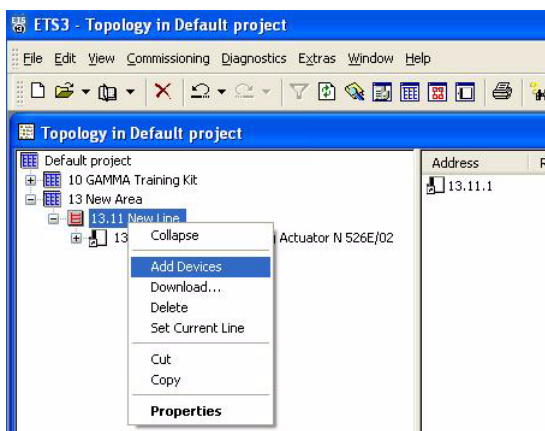 ETS3 - Topology in Default project
File Edit View Commissioning Diagnostics Extras Window Help
Topology in Default project
Default project
10 GAMMA Training Kit
13 New Area
13.11 New Line
13
Actuator N 526E/02
Collapse
Add Devices
Download...
Delete
Set Current Line
Cut
Copy
Properties
Address
13.11.1